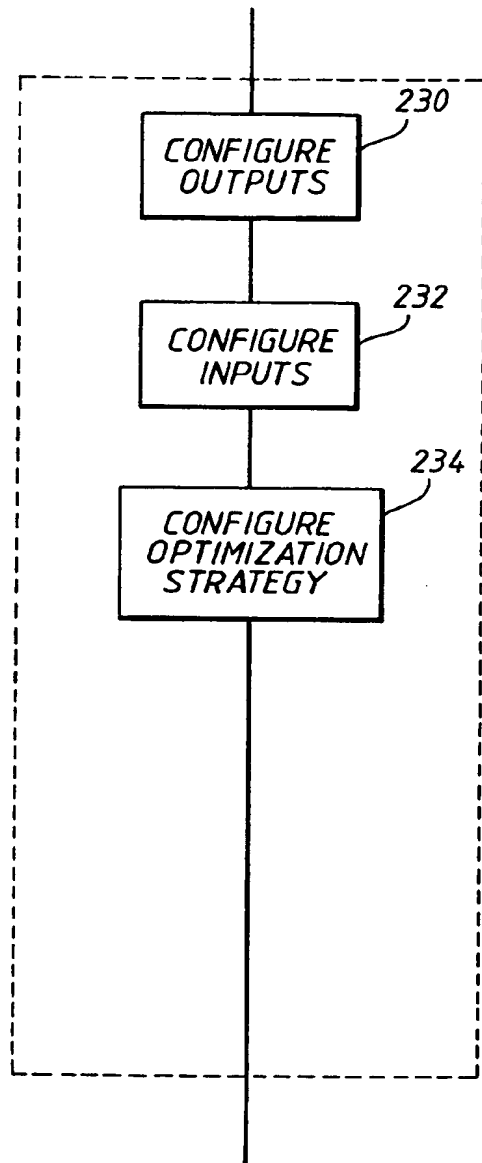 230
CONFIGURE
OUTPUTS
232
CONFIGURE
INPUTS
234
CONFIGURE
OPTIMIZATION
STRATEGY